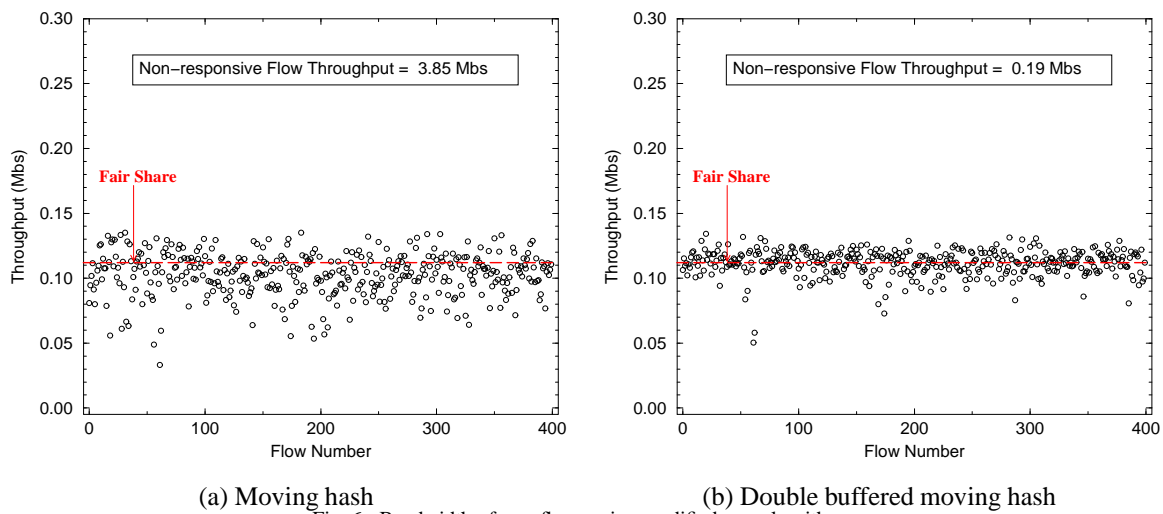 0.30
0.25
0.20
0.15
0.10
0.05
0.00
Throughput (Mbs)
Non−responsive Flow Throughput = 3.85 Mbs
Fair Share
0 100 200 300 400
Flow Number
(a) Moving hash
0.30
0.25
0.20
0.15
0.10
0.05
0.00
Throughput (Mbs)
Non−responsive Flow Throughput = 0.19 Mbs
Fair Share
0 100 200 300 400
Flow Number
(b) Double buffered moving hash